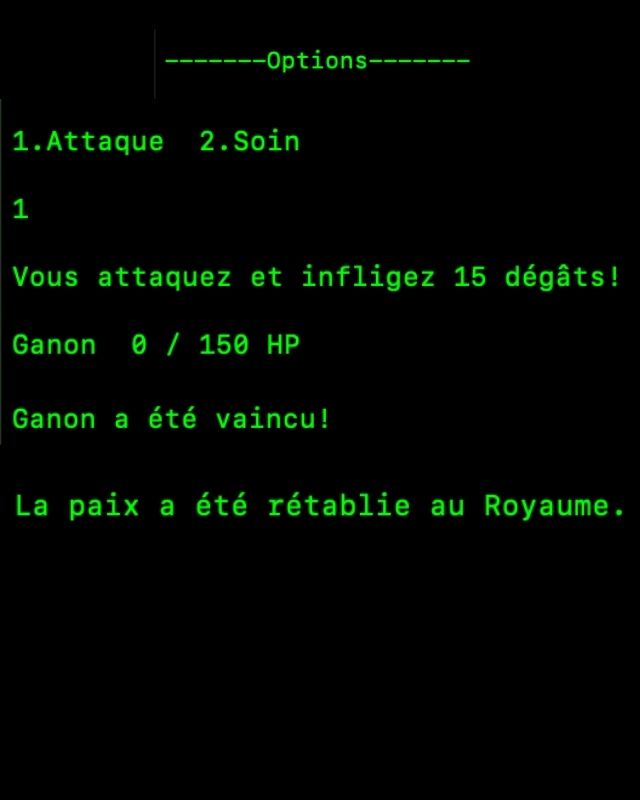 -------Options-------
1.Attaque  2.Soin
1
Vous attaquez et infligez 15 dégâts!
Ganon  0 / 150 HP
Ganon a été vaincu!
La paix a été rétablie au Royaume.